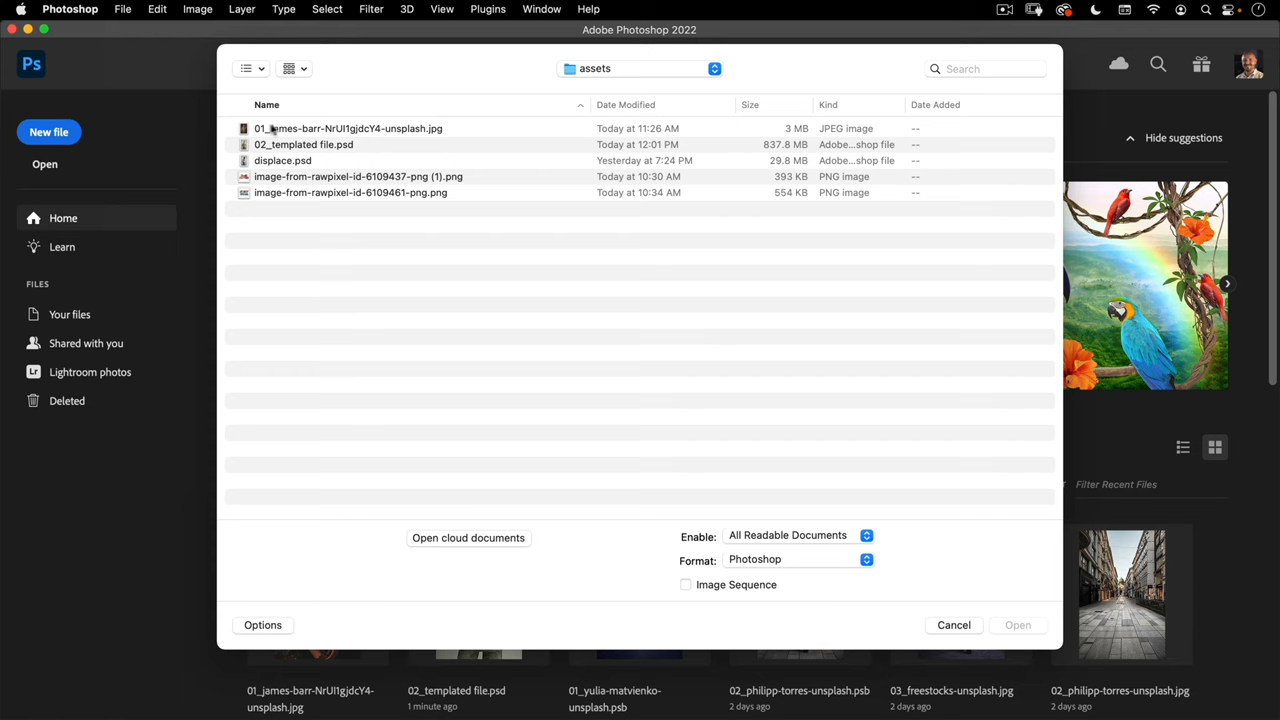 Photoshop File Edit Image Layer Type Select Filter 3D View Plugins Window Help
Adobe Photoshop 2022
Ps
assets
Search
Name Date Modified Size Kind Date Added
01_james-barr-NrUI1gjdcY4-unsplash.jpg Today at 11:26 AM 3 MB JPEG image --
02_templated file.psd Today at 12:01 PM 837.8 MB Adobe...shop file --
displace.psd Yesterday at 7:24 PM 29.8 MB Adobe...shop file --
image-from-rawpixel-id-6109437-png (1).png Today at 10:30 AM 393 KB PNG image --
image-from-rawpixel-id-6109461-png.png Today at 10:34 AM 554 KB PNG image --
New file
Open
Home
Learn
FILES
Your files
Shared with you
Lr Lightroom photos
Deleted
Hide suggestions
Filter Recent Files
Open cloud documents
Enable: All Readable Documents
Format: Photoshop
Image Sequence
Options
Cancel Open
01_james-barr-NrUI1gjdcY4-
unsplash.jpg
02_templated file.psd
1 minute ago
01_yulia-matvienko-
unsplash.psb
02_philipp-torres-unsplash.psb
2 days ago
03_freestocks-unsplash.jpg
2 days ago
02_philipp-torres-unsplash.jpg
2 days ago